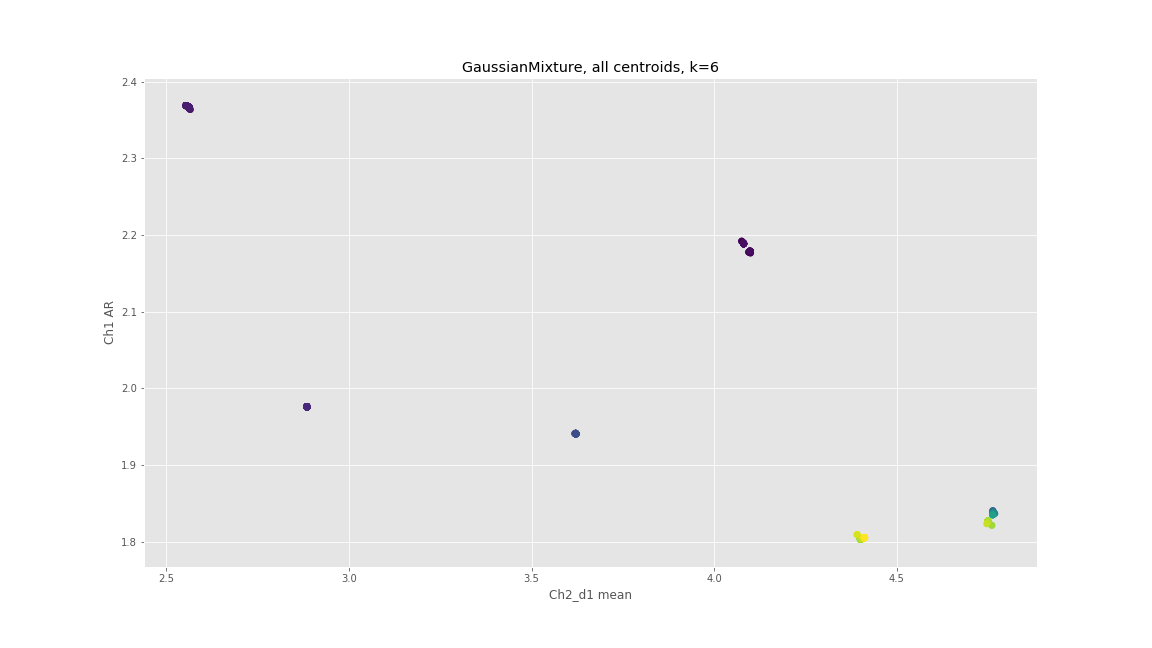 GaussianMixture, all centroids, k=6
2.4
2.3
2.2
2.1
2.0
1.9
1.8
Ch1 AR
2.5 3.0 3.5 4.0 4.5
Ch2_d1 mean